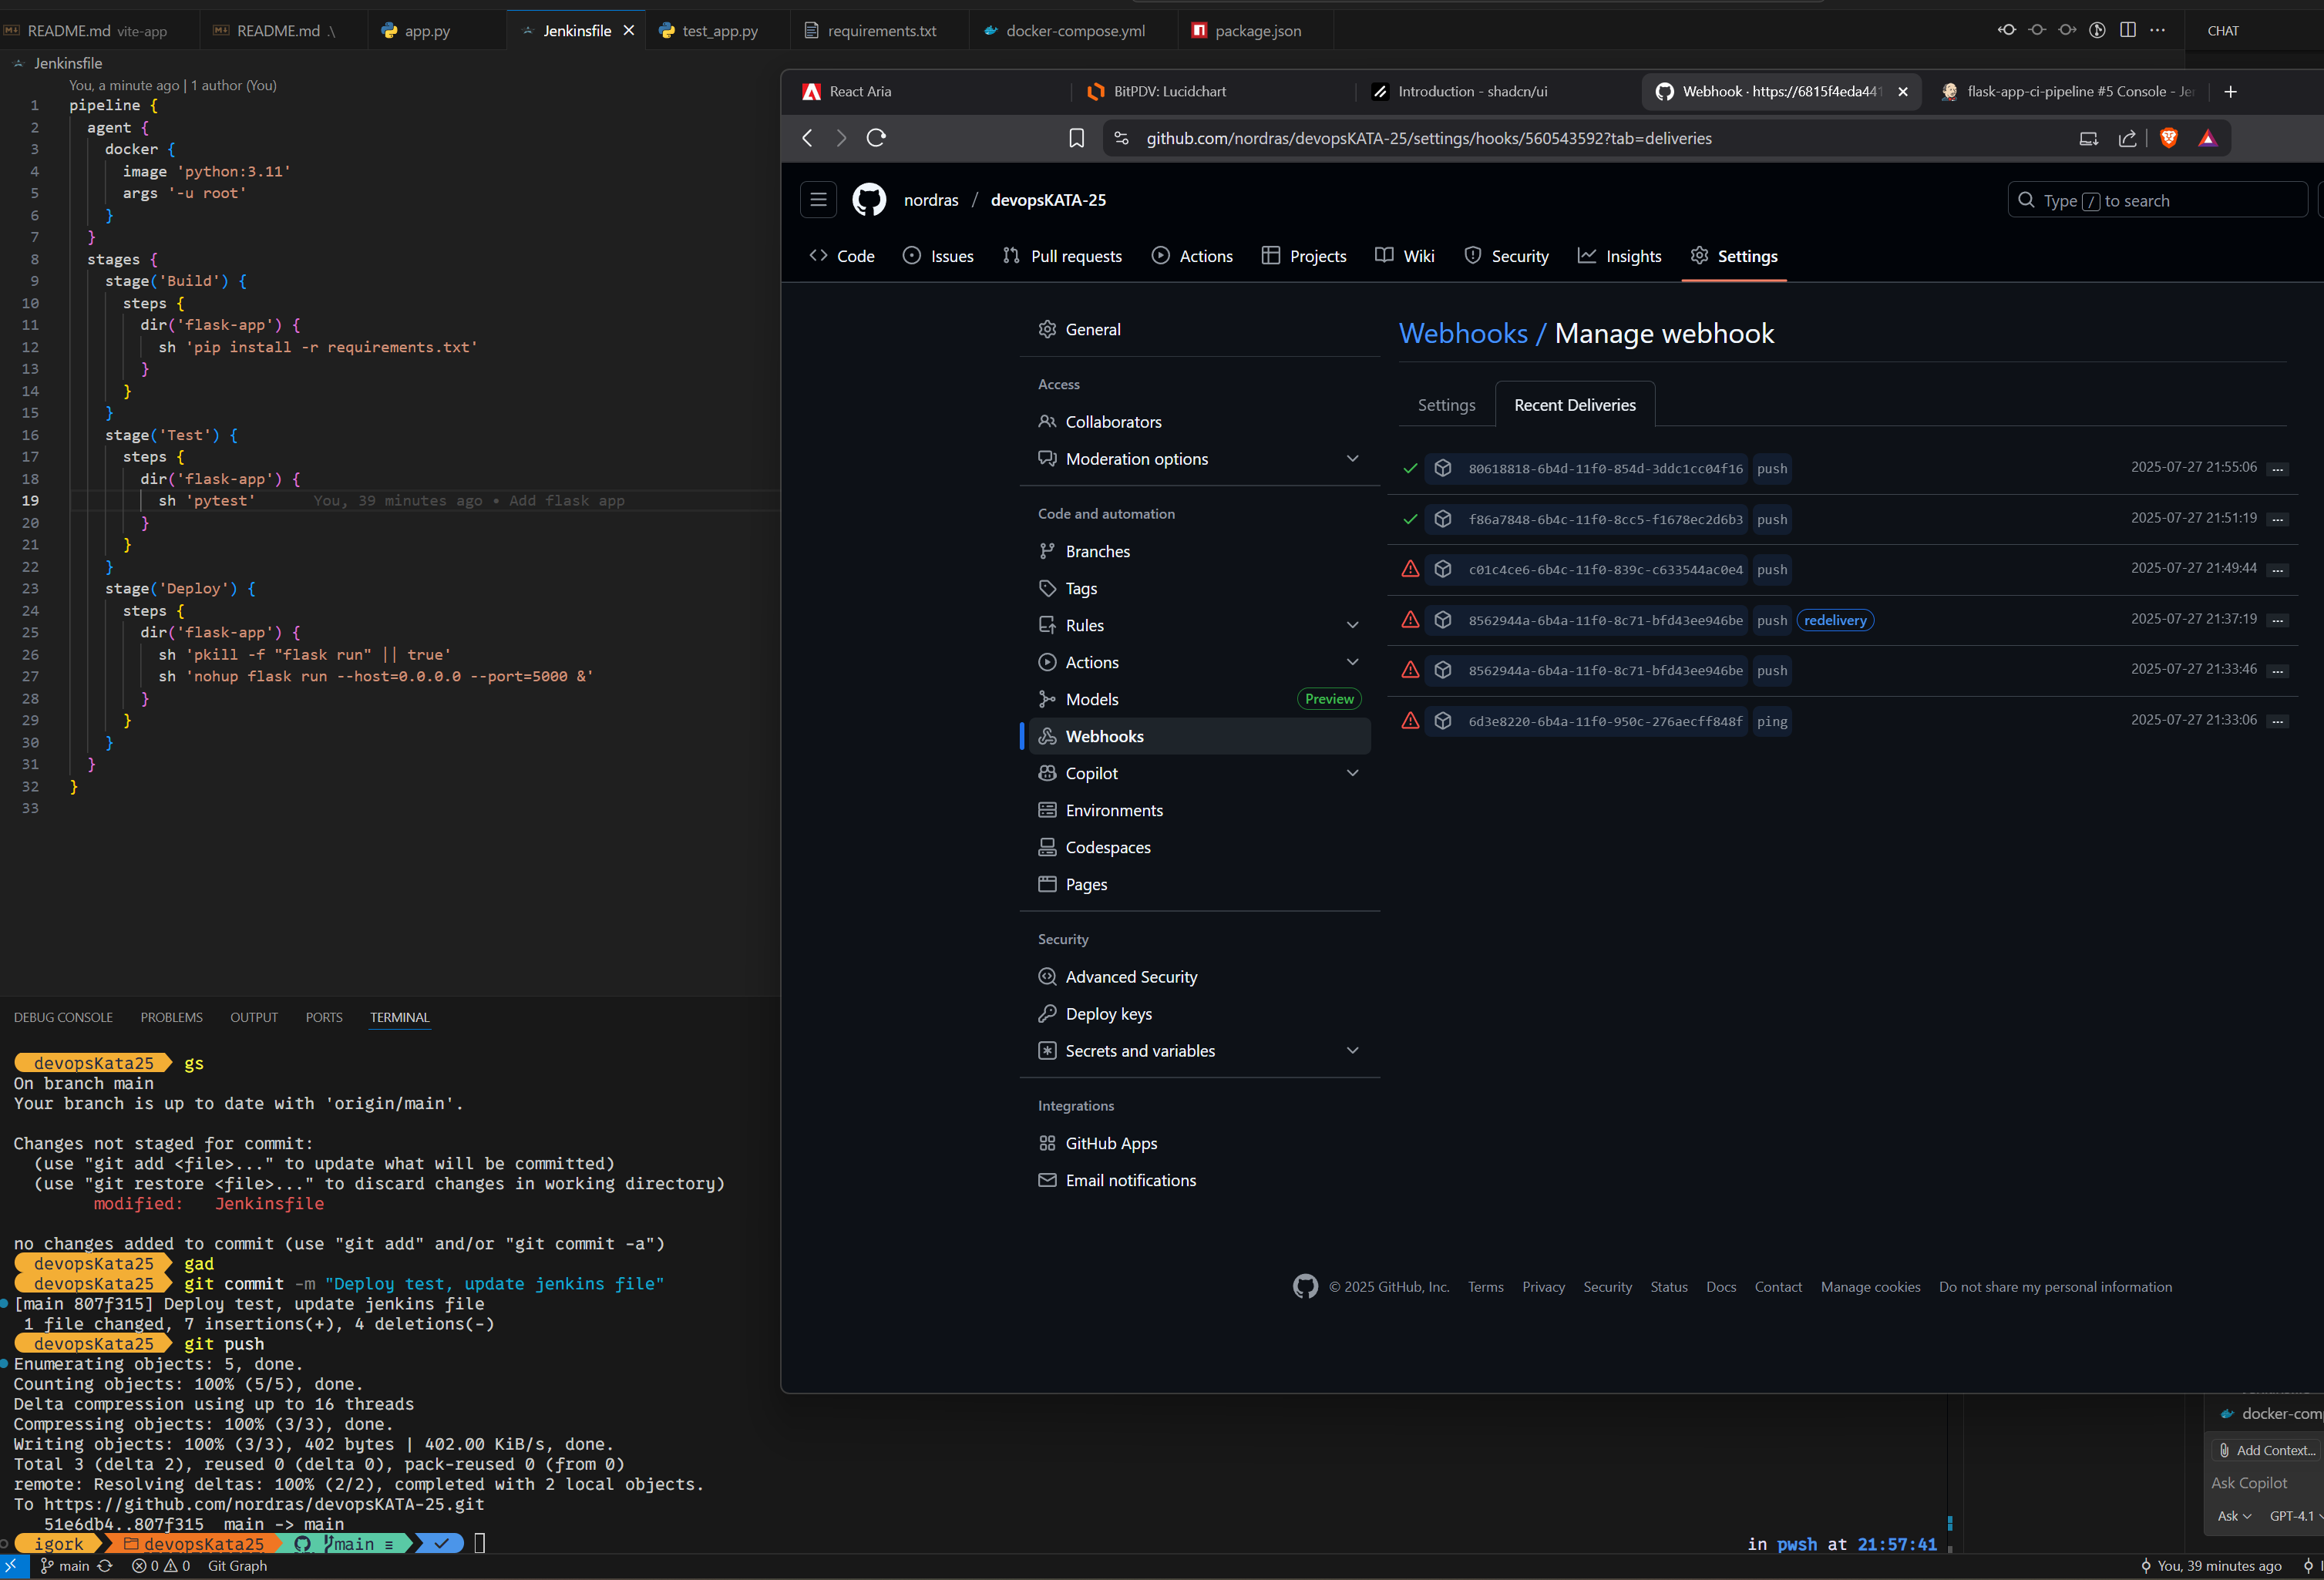 README.md vite-app
README.md .\
app.py
Jenkinsfile
test_app.py
requirements.txt
docker-compose.yml
package.json
CHAT
Jenkinsfile
You, a minute ago | 1 author (You)
1 pipeline {
2 agent {
3 docker {
4 image 'python:3.11'
5 args '-u root'
6 }
7 }
8 stages {
9 stage('Build') {
10 steps {
11 dir('flask-app') {
12 sh 'pip install -r requirements.txt'
13 }
14 }
15 }
16 stage('Test') {
17 steps {
18 dir('flask-app') {
19 sh 'pytest' You, 39 minutes ago • Add flask app
20 }
21 }
22 }
23 stage('Deploy') {
24 steps {
25 dir('flask-app') {
26 sh 'pkill -f "flask run" || true'
27 sh 'nohup flask run --host=0.0.0.0 --port=5000 &'
28 }
29 }
30 }
31 }
32 }
33
DEBUG CONSOLE PROBLEMS OUTPUT PORTS TERMINAL
devopsKata25 gs
On branch main
Your branch is up to date with 'origin/main'.
Changes not staged for commit:
(use "git add <file>..." to update what will be committed)
(use "git restore <file>..." to discard changes in working directory)
modified: Jenkinsfile
no changes added to commit (use "git add" and/or "git commit -a")
devopsKata25 gad
devopsKata25 git commit -m "Deploy test, update jenkins file"
[main 807f315] Deploy test, update jenkins file
1 file changed, 7 insertions(+), 4 deletions(-)
devopsKata25 git push
Enumerating objects: 5, done.
Counting objects: 100% (5/5), done.
Delta compression using up to 16 threads
Compressing objects: 100% (3/3), done.
Writing objects: 100% (3/3), 402 bytes | 402.00 KiB/s, done.
Total 3 (delta 2), reused 0 (delta 0), pack-reused 0 (from 0)
remote: Resolving deltas: 100% (2/2), completed with 2 local objects.
To https://github.com/nordras/devopsKATA-25.git
51e6db4..807f315 main -> main
igork devopsKata25 main ≡
in pwsh at 21:57:41
main 0 0 Git Graph
You, 39 minutes ago
React Aria
BitPDV: Lucidchart
Introduction - shadcn/ui
Webhook · https://6815f4eda441
flask-app-ci-pipeline #5 Console - Je
github.com/nordras/devopsKATA-25/settings/hooks/560543592?tab=deliveries
nordras / devopsKATA-25
Type / to search
Code Issues Pull requests Actions Projects Wiki Security Insights Settings
General
Access
Collaborators
Moderation options
Code and automation
Branches
Tags
Rules
Actions
Models Preview
Webhooks
Copilot
Environments
Codespaces
Pages
Security
Advanced Security
Deploy keys
Secrets and variables
Integrations
GitHub Apps
Email notifications
Webhooks / Manage webhook
Settings Recent Deliveries
80618818-6b4d-11f0-854d-3ddc1cc04f16 push 2025-07-27 21:55:06 ...
f86a7848-6b4c-11f0-8cc5-f1678ec2d6b3 push 2025-07-27 21:51:19 ...
c01c4ce6-6b4c-11f0-839c-c633544ac0e4 push 2025-07-27 21:49:44 ...
8562944a-6b4a-11f0-8c71-bfd43ee946be push redelivery 2025-07-27 21:37:19 ...
8562944a-6b4a-11f0-8c71-bfd43ee946be push 2025-07-27 21:33:46 ...
6d3e8220-6b4a-11f0-950c-276aecff848f ping 2025-07-27 21:33:06 ...
© 2025 GitHub, Inc. Terms Privacy Security Status Docs Contact Manage cookies Do not share my personal information
docker-com
Add Context...
Ask Copilot
Ask GPT-4.1